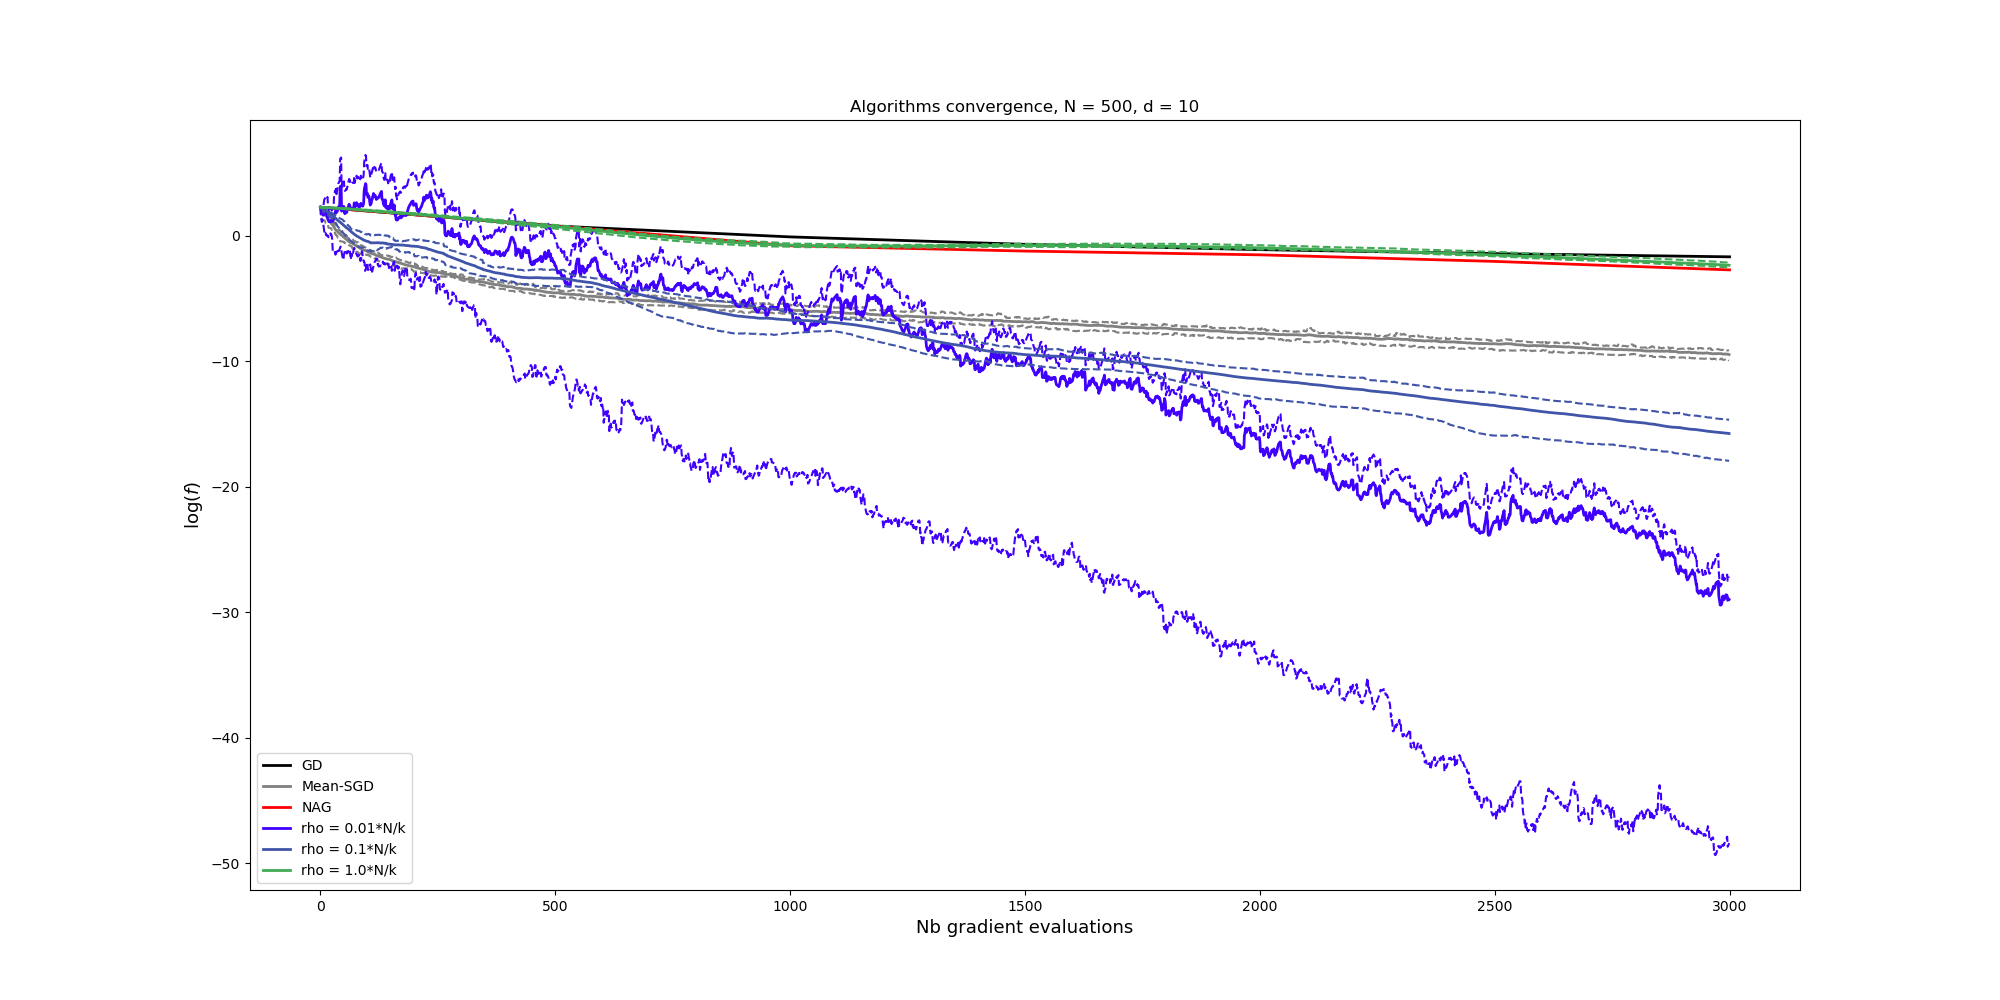 Algorithms convergence, N = 500, d = 10
log(f)
0
−10
−20
−30
−40
−50
GD
Mean-SGD
NAG
rho = 0.01*N/k
rho = 0.1*N/k
rho = 1.0*N/k
0 500 1000 1500 2000 2500 3000
Nb gradient evaluations